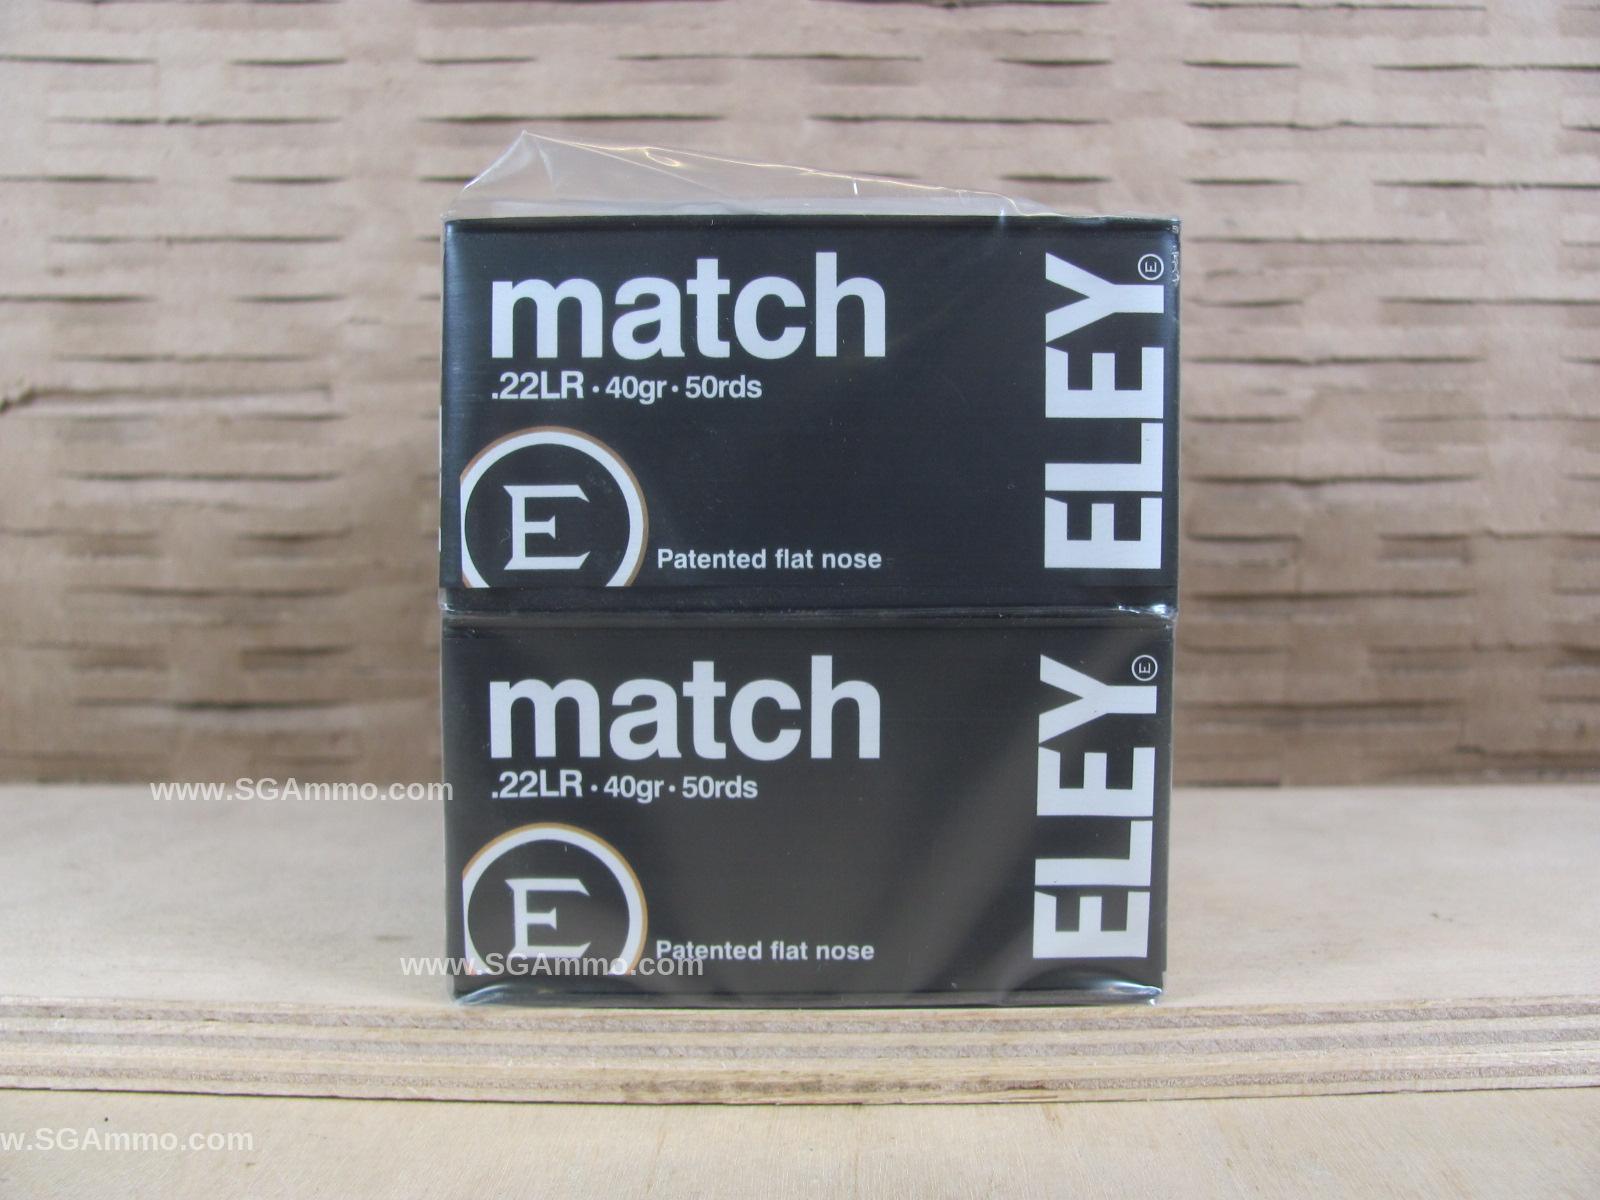 match
.22LR · 40gr · 50rds
E
Patented flat nose
ELEY
E
match
.22LR · 40gr · 50rds
E
Patented flat nose
ELEY
E
www.SGAmmo.com
www.SGAmmo.com
w.SGAmmo.com